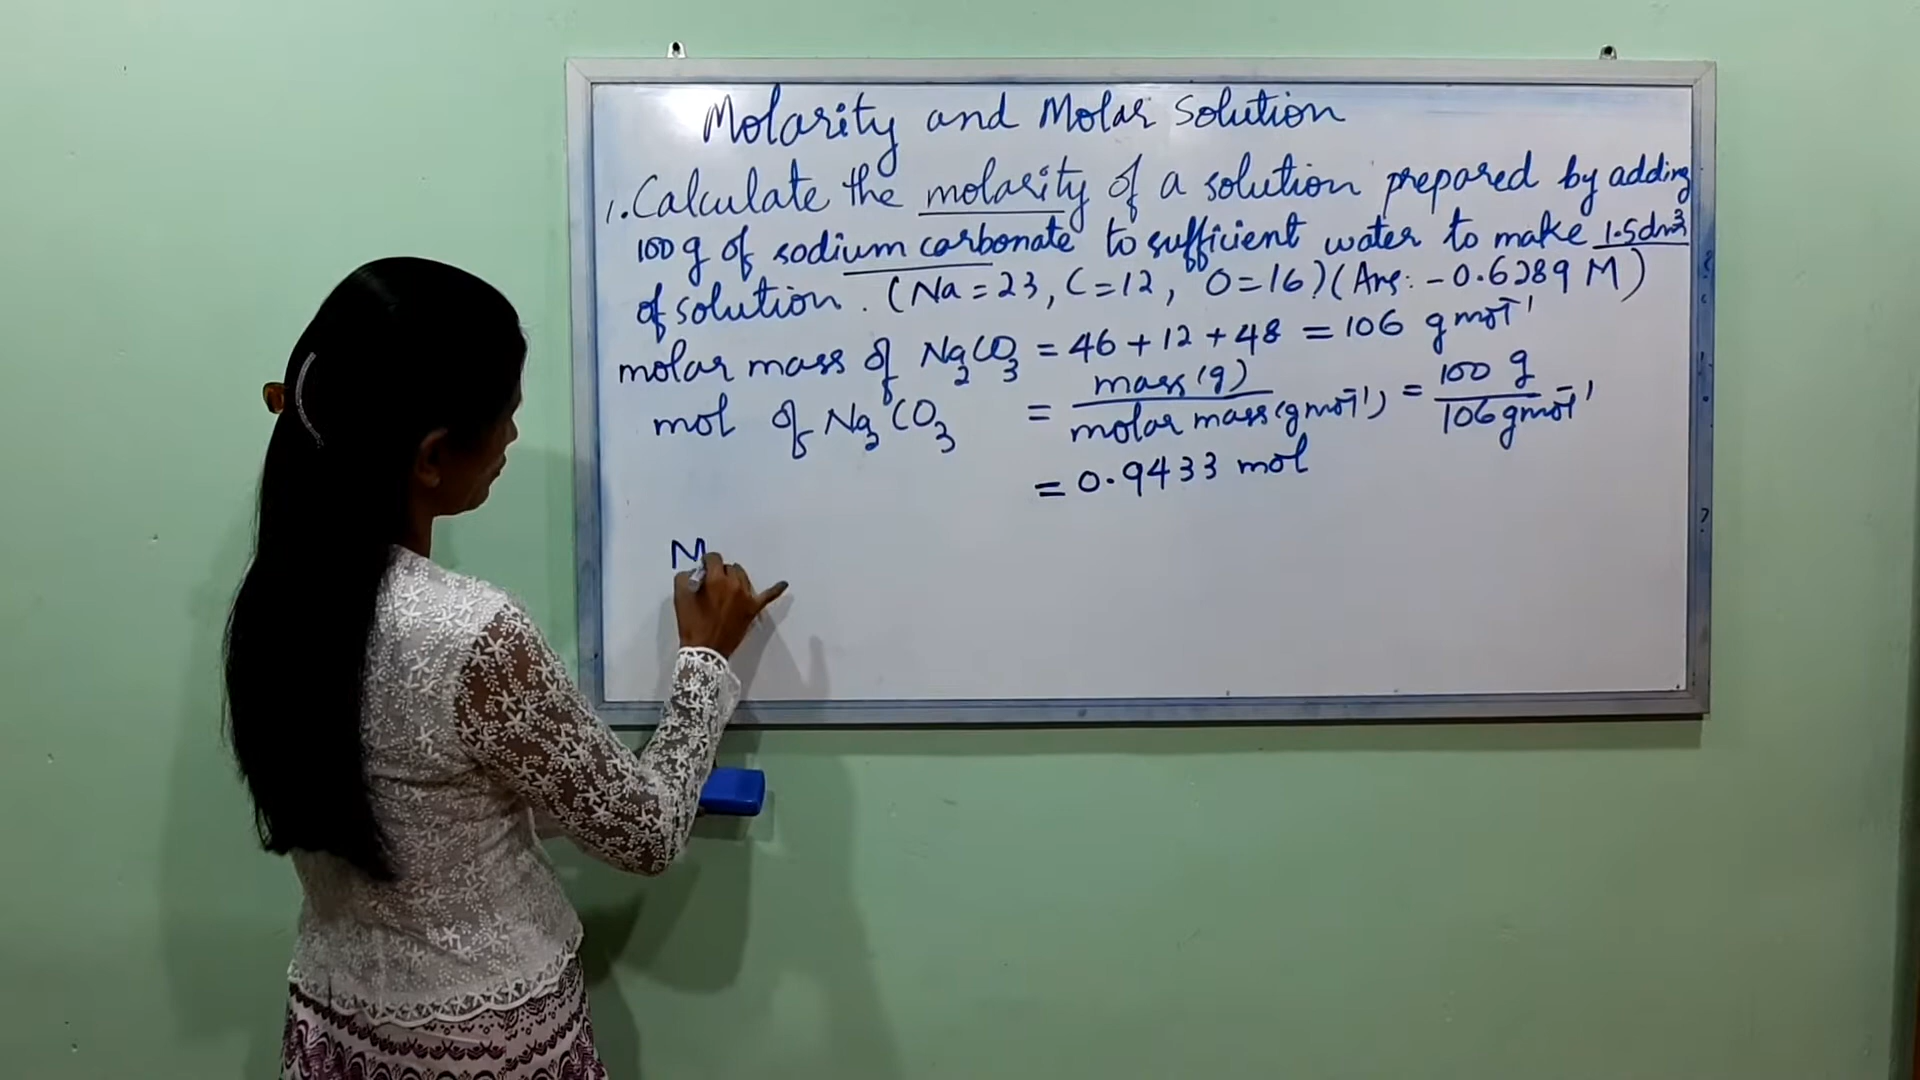 Molarity and Molar Solution
1. Calculate the molarity of a solution prepared by adding
100 g of sodium carbonate to sufficient water to make 1.5dm³
of solution. (Na = 23, C = 12, O = 16) (Ans: - 0.6289 M)
molar mass of Na₂CO₃ = 46 + 12 + 48 = 106 g mol⁻¹
mol of Na₂CO₃ = mass (g) / molar mass (g mol⁻¹) = 100 g / 106 g mol⁻¹
= 0.9433 mol
M